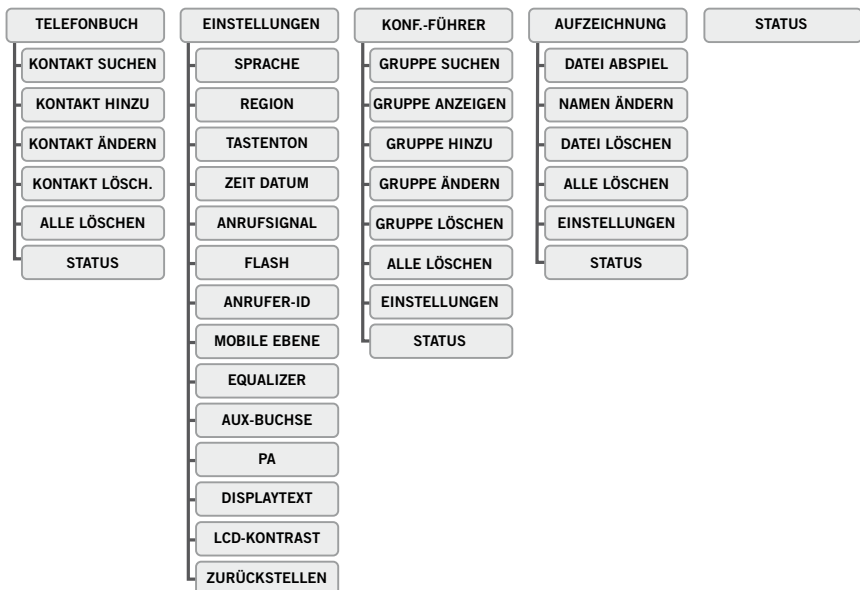 TELEFONBUCH
KONTAKT SUCHEN
KONTAKT HINZU
KONTAKT ÄNDERN
KONTAKT LÖSCH.
ALLE LÖSCHEN
STATUS
EINSTELLUNGEN
SPRACHE
REGION
TASTENTON
ZEIT DATUM
ANRUFSIGNAL
FLASH
ANRUFER-ID
MOBILE EBENE
EQUALIZER
AUX-BUCHSE
PA
DISPLAYTEXT
LCD-KONTRAST
ZURÜCKSTELLEN
KONF.-FÜHRER
GRUPPE SUCHEN
GRUPPE ANZEIGEN
GRUPPE HINZU
GRUPPE ÄNDERN
GRUPPE LÖSCHEN
ALLE LÖSCHEN
EINSTELLUNGEN
STATUS
AUFZEICHNUNG
DATEI ABSPIEL
NAMEN ÄNDERN
DATEI LÖSCHEN
ALLE LÖSCHEN
EINSTELLUNGEN
STATUS
STATUS